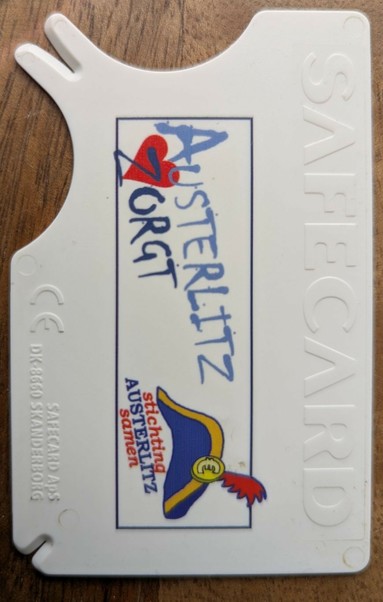 SAFECARD!
AUSTERLITZ
ZORGT
stichting
AUSTERLITZ
samen
CE
SAFECARD ApS
DK-8660 SKANDERBORG